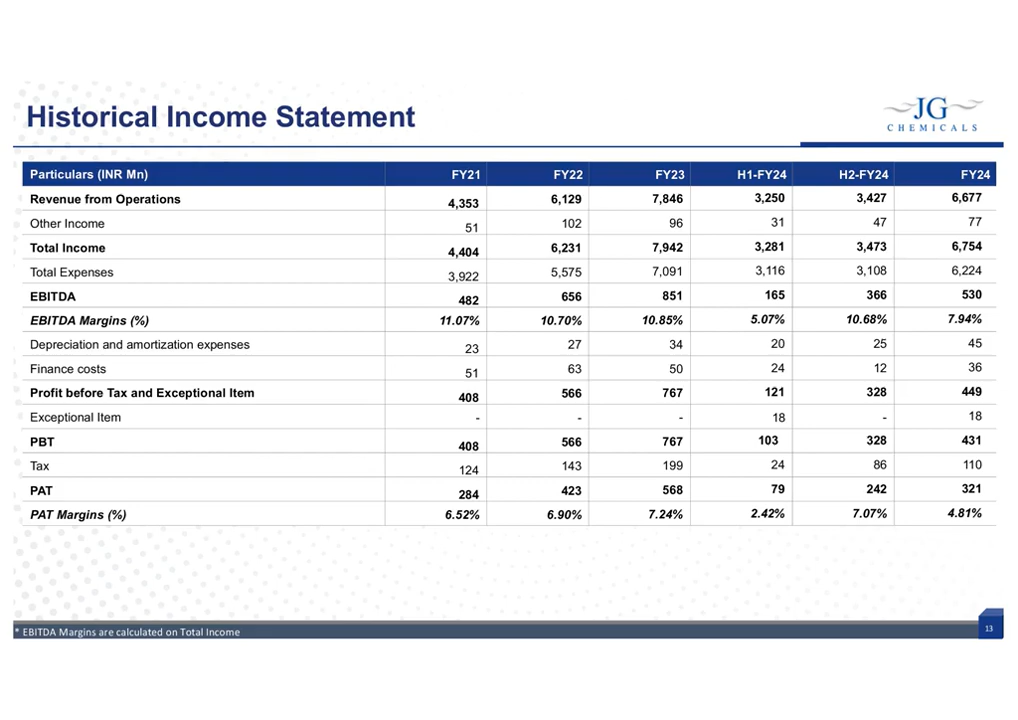 Historical Income Statement
JG
CHEMICALS
Particulars (INR Mn) FY21 FY22 FY23 H1-FY24 H2-FY24 FY24
Revenue from Operations 4,353 6,129 7,846 3,250 3,427 6,677
Other Income 51 102 96 31 47 77
Total Income 4,404 6,231 7,942 3,281 3,473 6,754
Total Expenses 3,922 5,575 7,091 3,116 3,108 6,224
EBITDA 482 656 851 165 366 530
EBITDA Margins (%) 11.07% 10.70% 10.85% 5.07% 10.68% 7.94%
Depreciation and amortization expenses 23 27 34 20 25 45
Finance costs 51 63 50 24 12 36
Profit before Tax and Exceptional Item 408 566 767 121 328 449
Exceptional Item - - - 18 - 18
PBT 408 566 767 103 328 431
Tax 124 143 199 24 86 110
PAT 284 423 568 79 242 321
PAT Margins (%) 6.52% 6.90% 7.24% 2.42% 7.07% 4.81%
* EBITDA Margins are calculated on Total Income
13